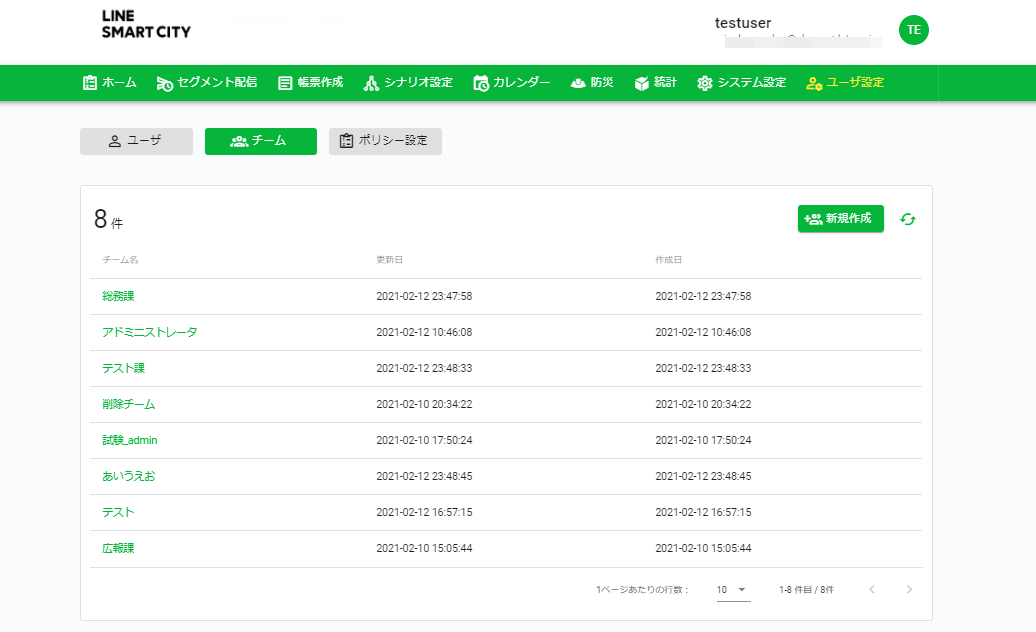 LINE
SMART CITY
testuser
TE
ホーム セグメント配信 帳票作成 シナリオ設定 カレンダー 防災 統計 システム設定 ユーザ設定
ユーザ チーム ポリシー設定
8 件
新規作成
チーム名 更新日 作成日
総務課 2021-02-12 23:47:58 2021-02-12 23:47:58
アドミニストレータ 2021-02-12 10:46:08 2021-02-12 10:46:08
テスト課 2021-02-12 23:48:33 2021-02-12 23:48:33
削除チーム 2021-02-10 20:34:22 2021-02-10 20:34:22
試験_admin 2021-02-10 17:50:24 2021-02-10 17:50:24
あいうえお 2021-02-12 23:48:45 2021-02-12 23:48:45
テスト 2021-02-12 16:57:15 2021-02-12 16:57:15
広報課 2021-02-10 15:05:44 2021-02-10 15:05:44
1ページあたりの行数： 10 1-8 件目 / 8件